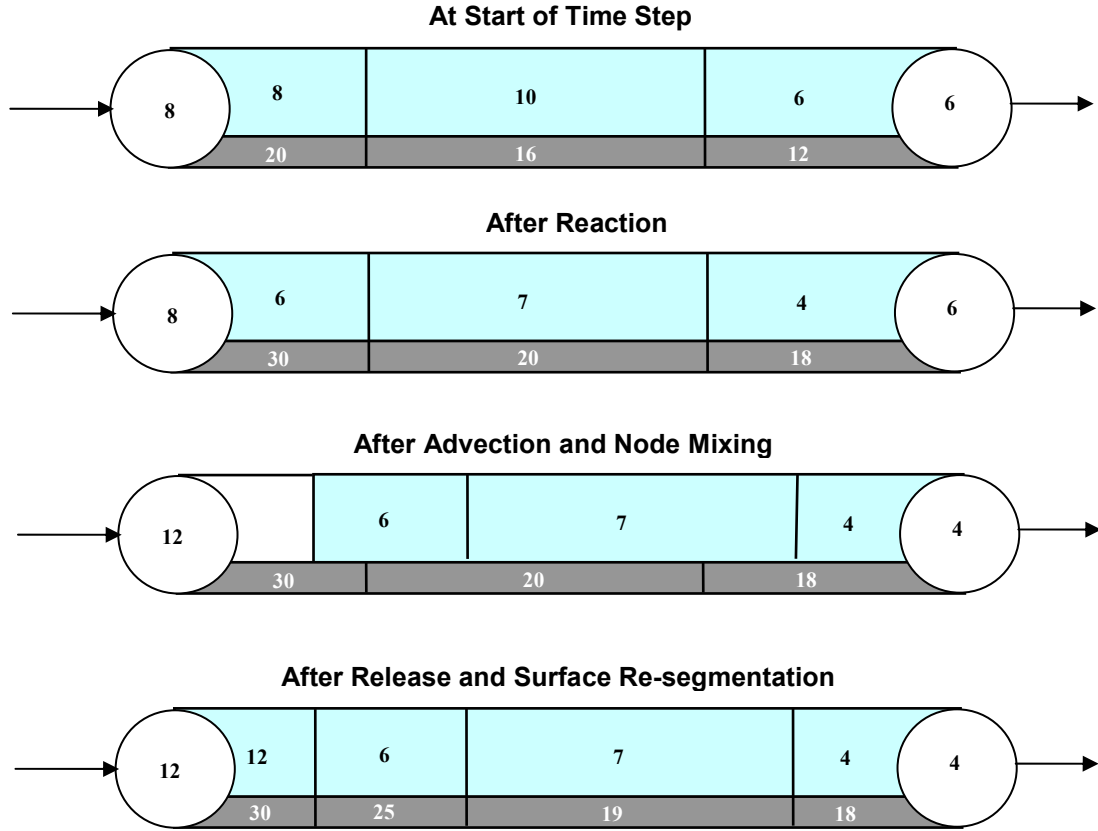 At Start of Time Step
8 8 10 6 6
20 16 12
After Reaction
8 6 7 4 6
30 20 18
After Advection and Node Mixing
12 6 7 4 4
30 20 18
After Release and Surface Re-segmentation
12 12 6 7 4 4
30 25 19 18